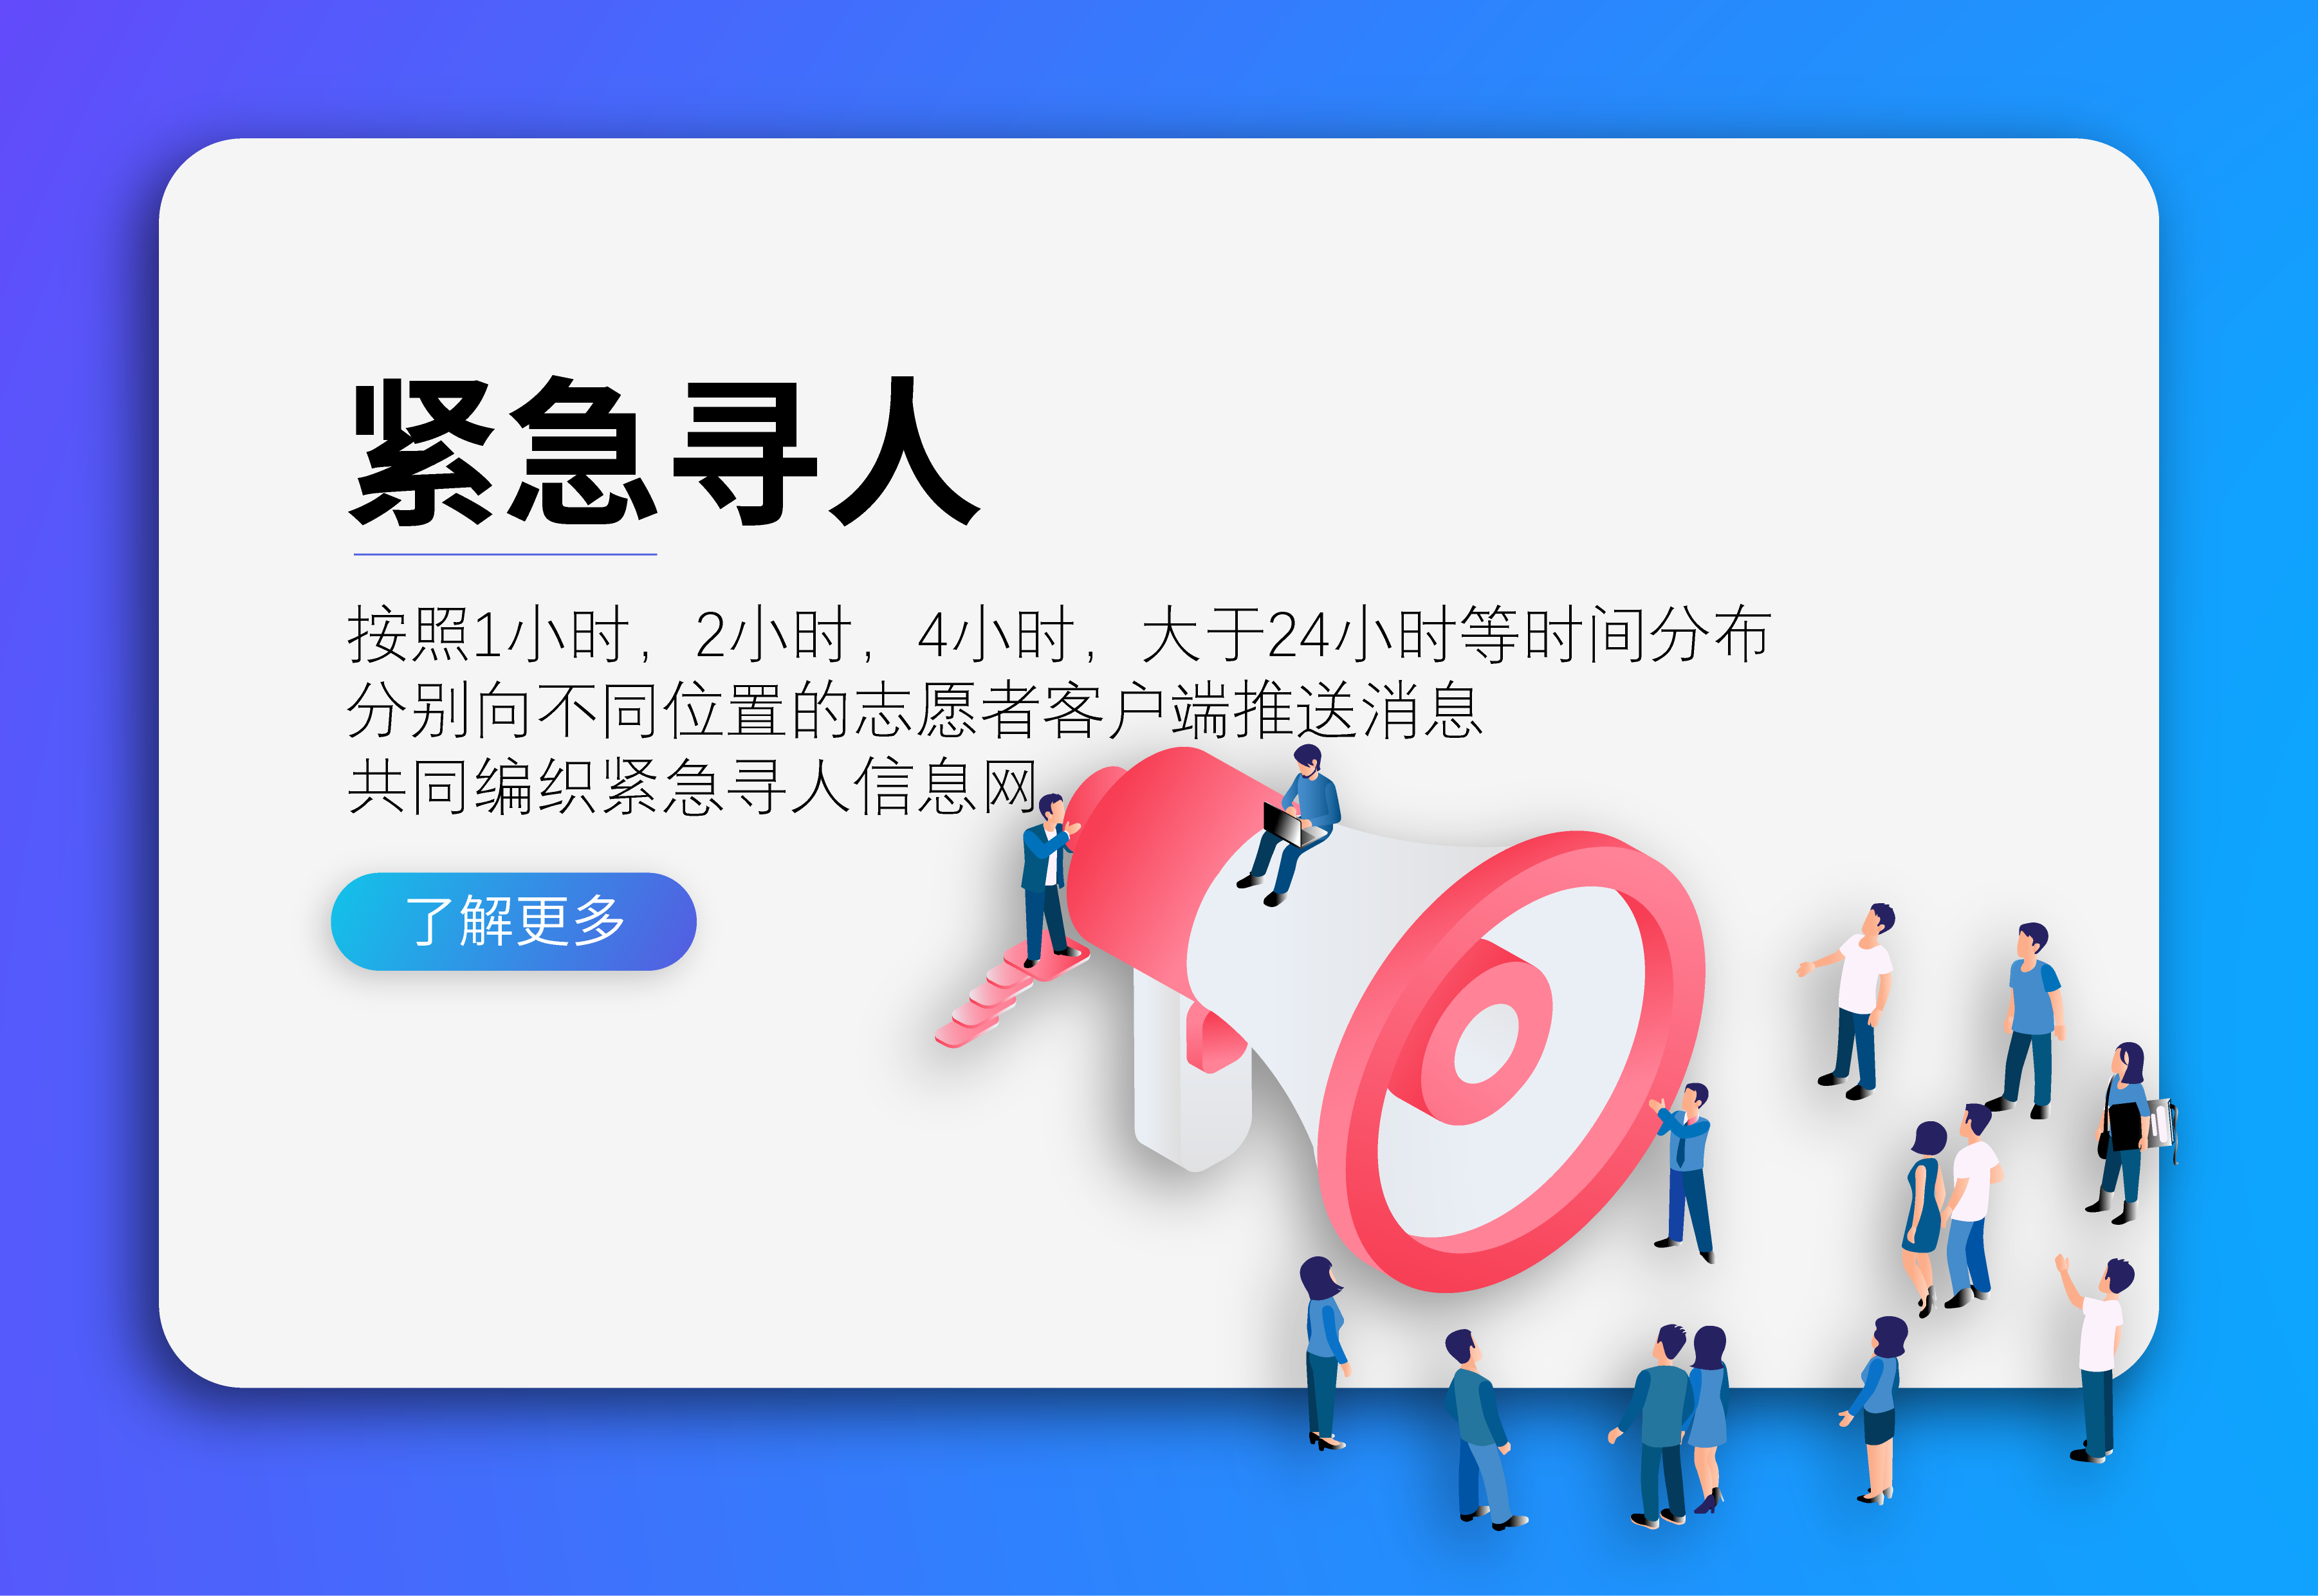 紧急寻人
按照1小时，2小时，4小时，大于24小时等时间分布
分别向不同位置的志愿者客户端推送消息
共同编织紧急寻人信息网
了解更多